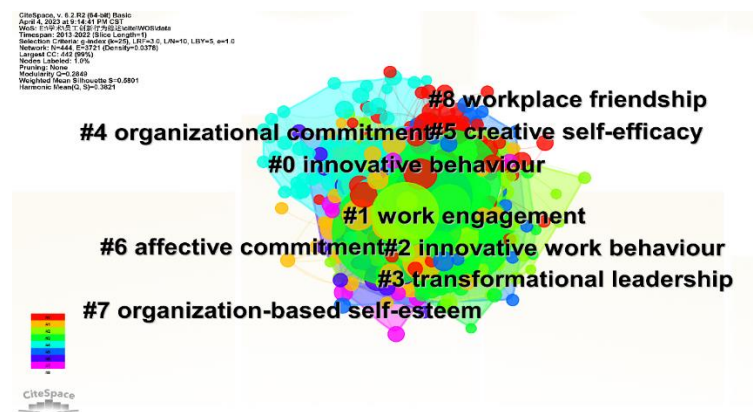 CiteSpace, v. 6.2.R2 (64-bit) Basic
April 4, 2023 at 9:14:41 PM CST
Timespan: 2013-2022 (Slice Length=1)
Selection Criteria: g-index (k=25), LRF=3.0, L/N=10, LBY=5, e=1.0
Network: N=444, E=3721 (Density=0.0378)
Largest CC: 442 (99%)
Nodes Labeled: 1.0%
Pruning: None
Modularity Q=0.2849
Weighted Mean Silhouette S=0.5801
Harmonic Mean(Q, S)=0.3821
#8 workplace friendship
#4 organizational commitment
#5 creative self-efficacy
#0 innovative behaviour
#1 work engagement
#6 affective commitment
#2 innovative work behaviour
#3 transformational leadership
#7 organization-based self-esteem
CiteSpace